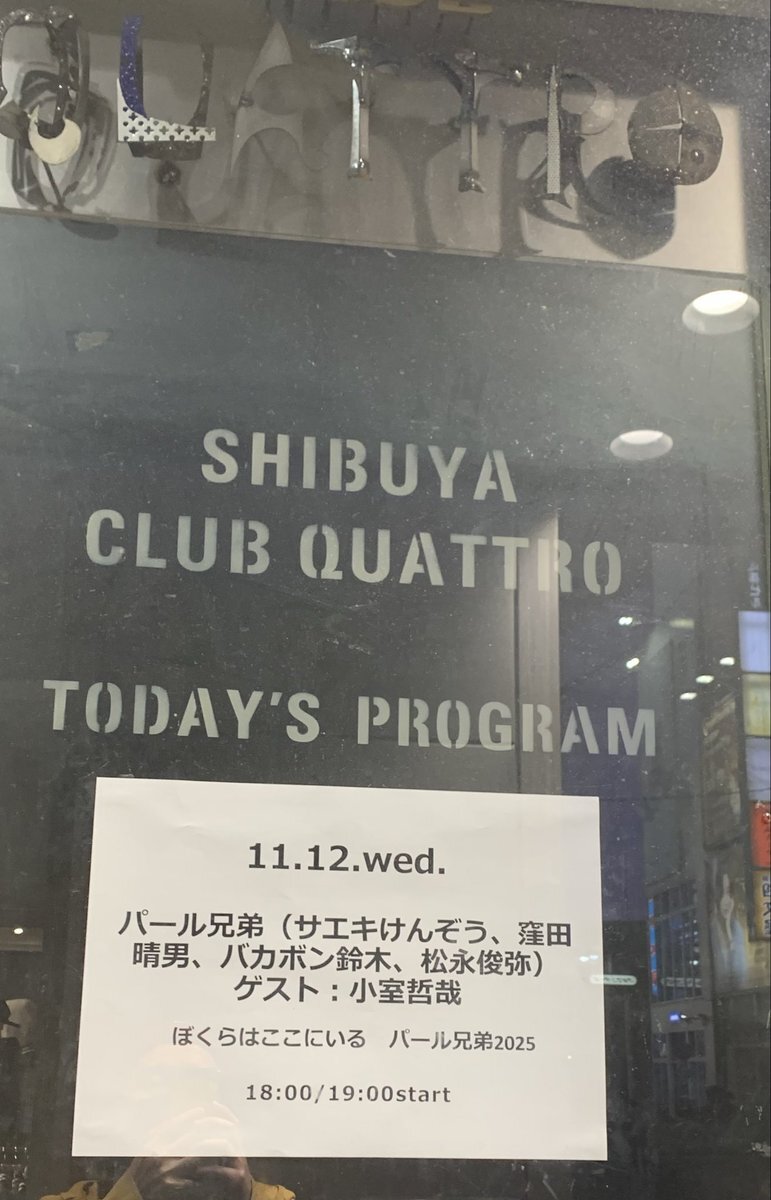 QUATTRO
SHIBUYA
CLUB QUATTRO
TODAY'S PROGRAM
11.12.wed.
パール兄弟（サエキけんぞう、窪田
晴男、バカボン鈴木、松永俊弥）
ゲスト：小室哲哉
ぼくらはここにいる　パール兄弟2025
18:00/19:00start